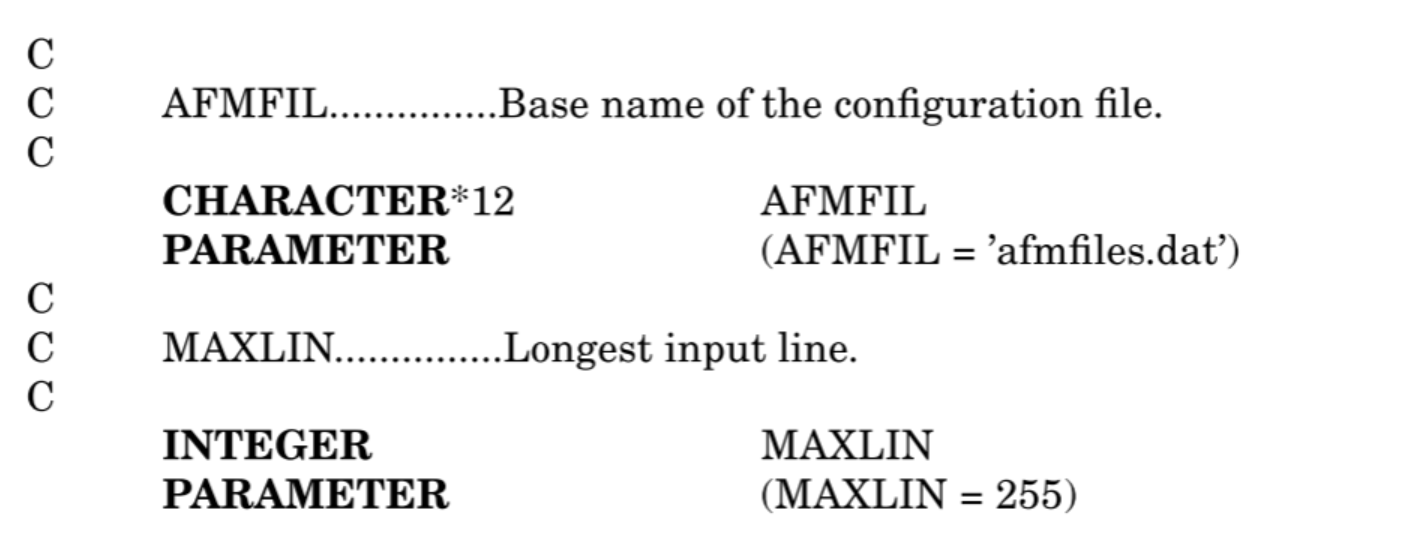 C
C AFMFIL...............Base name of the configuration file.
C
CHARACTER*12 AFMFIL
PARAMETER (AFMFIL = ’afmfiles.dat’)
C
C MAXLIN...............Longest input line.
C
INTEGER MAXLIN
PARAMETER (MAXLIN = 255)